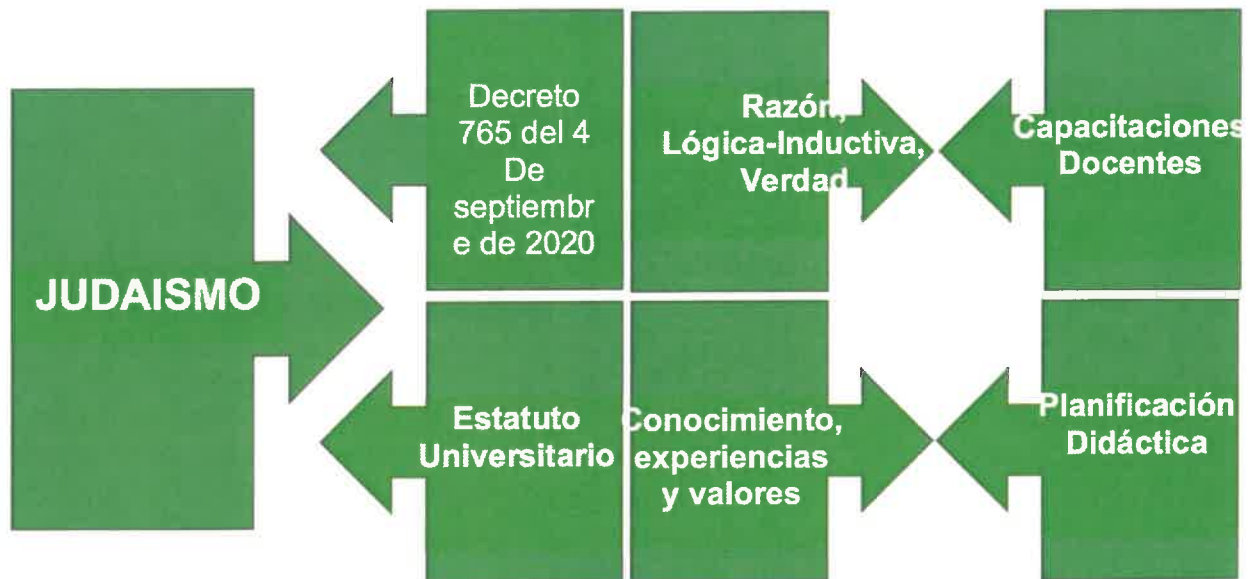 JUDAISMO
Decreto
765 del 4
De
septiembr
e de 2020
Razón,
Lógica-Inductiva,
Verdad
Capacitaciones
Docentes
Estatuto
Universitario
Conocimiento,
experiencias
y valores
Planificación
Didáctica